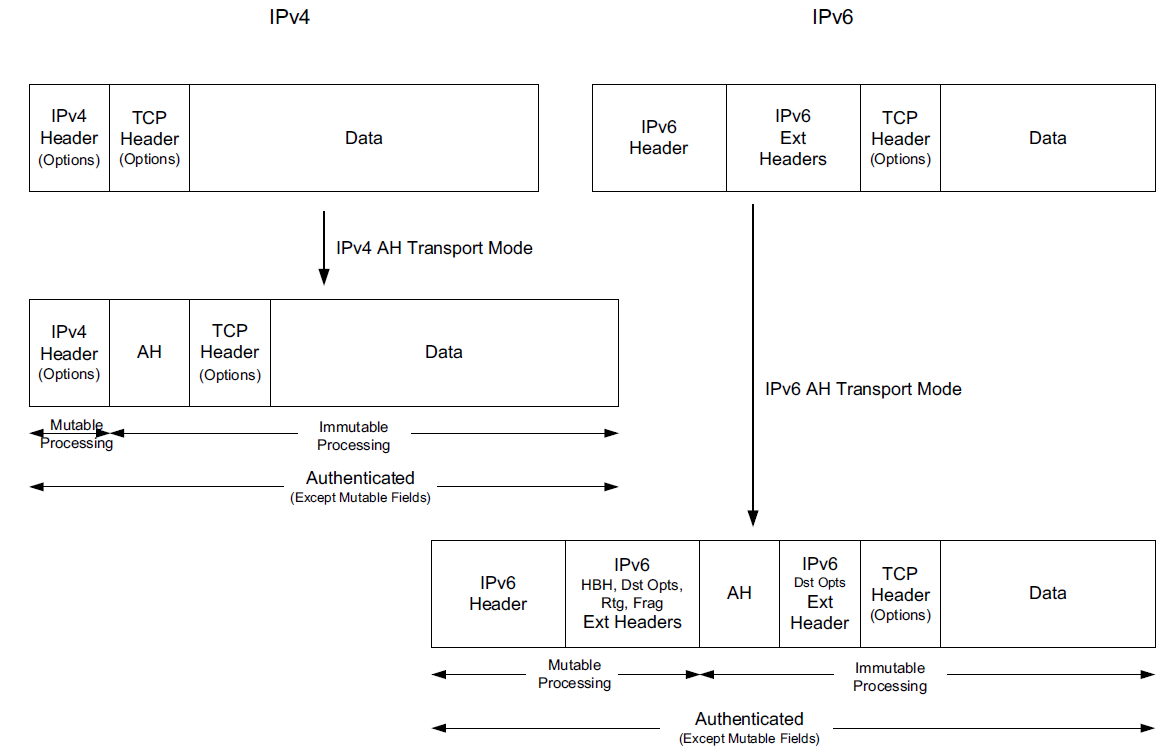 IPv4
IPv6
IPv4
Header
(Options)
TCP
Header
(Options)
Data
IPv6
Header
IPv6
Ext
Headers
TCP
Header
(Options)
Data
IPv4 AH Transport Mode
IPv4
Header
(Options)
AH
TCP
Header
(Options)
Data
IPv6 AH Transport Mode
Mutable
Processing
Immutable
Processing
Authenticated
(Except Mutable Fields)
IPv6
Header
IPv6
HBH, Dst Opts,
Rtg, Frag
Ext Headers
AH
IPv6
Dst Opts
Ext
Header
TCP
Header
(Options)
Data
Mutable
Processing
Immutable
Processing
Authenticated
(Except Mutable Fields)